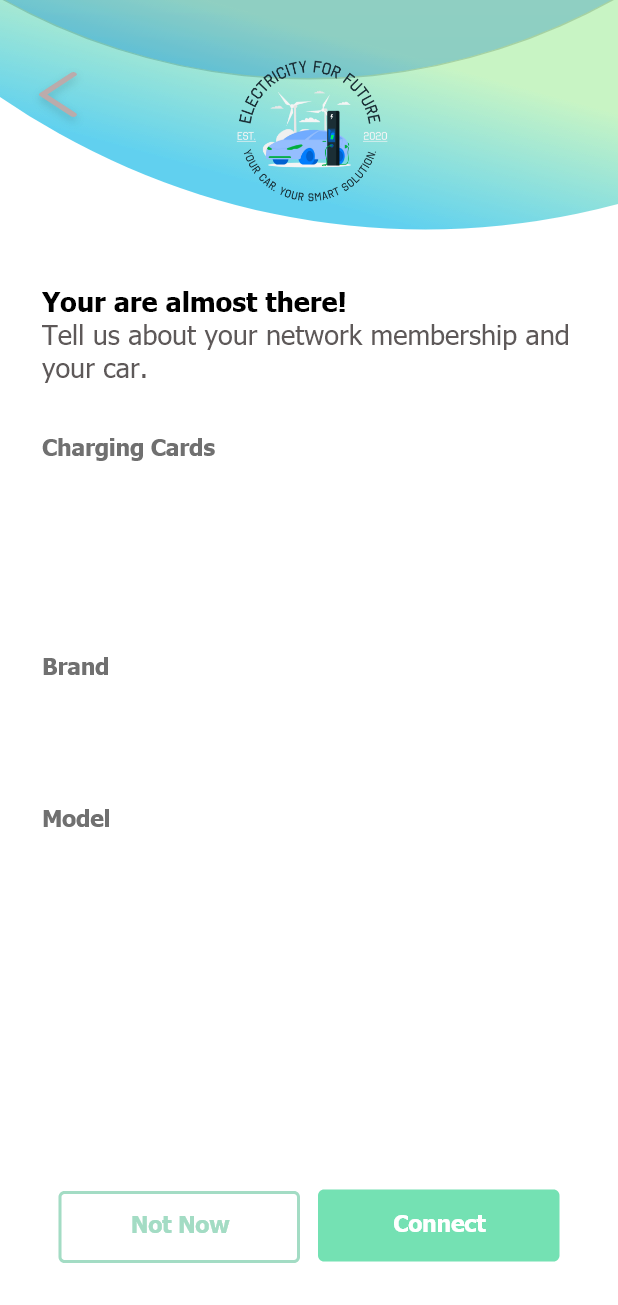 ELECTRICITY FOR FUTURE
EST.
2020
YOUR CAR. YOUR SMART SOLUTION.
Your are almost there!
Tell us about your network membership and
your car.
Charging Cards
Brand
Model
Not Now
Connect